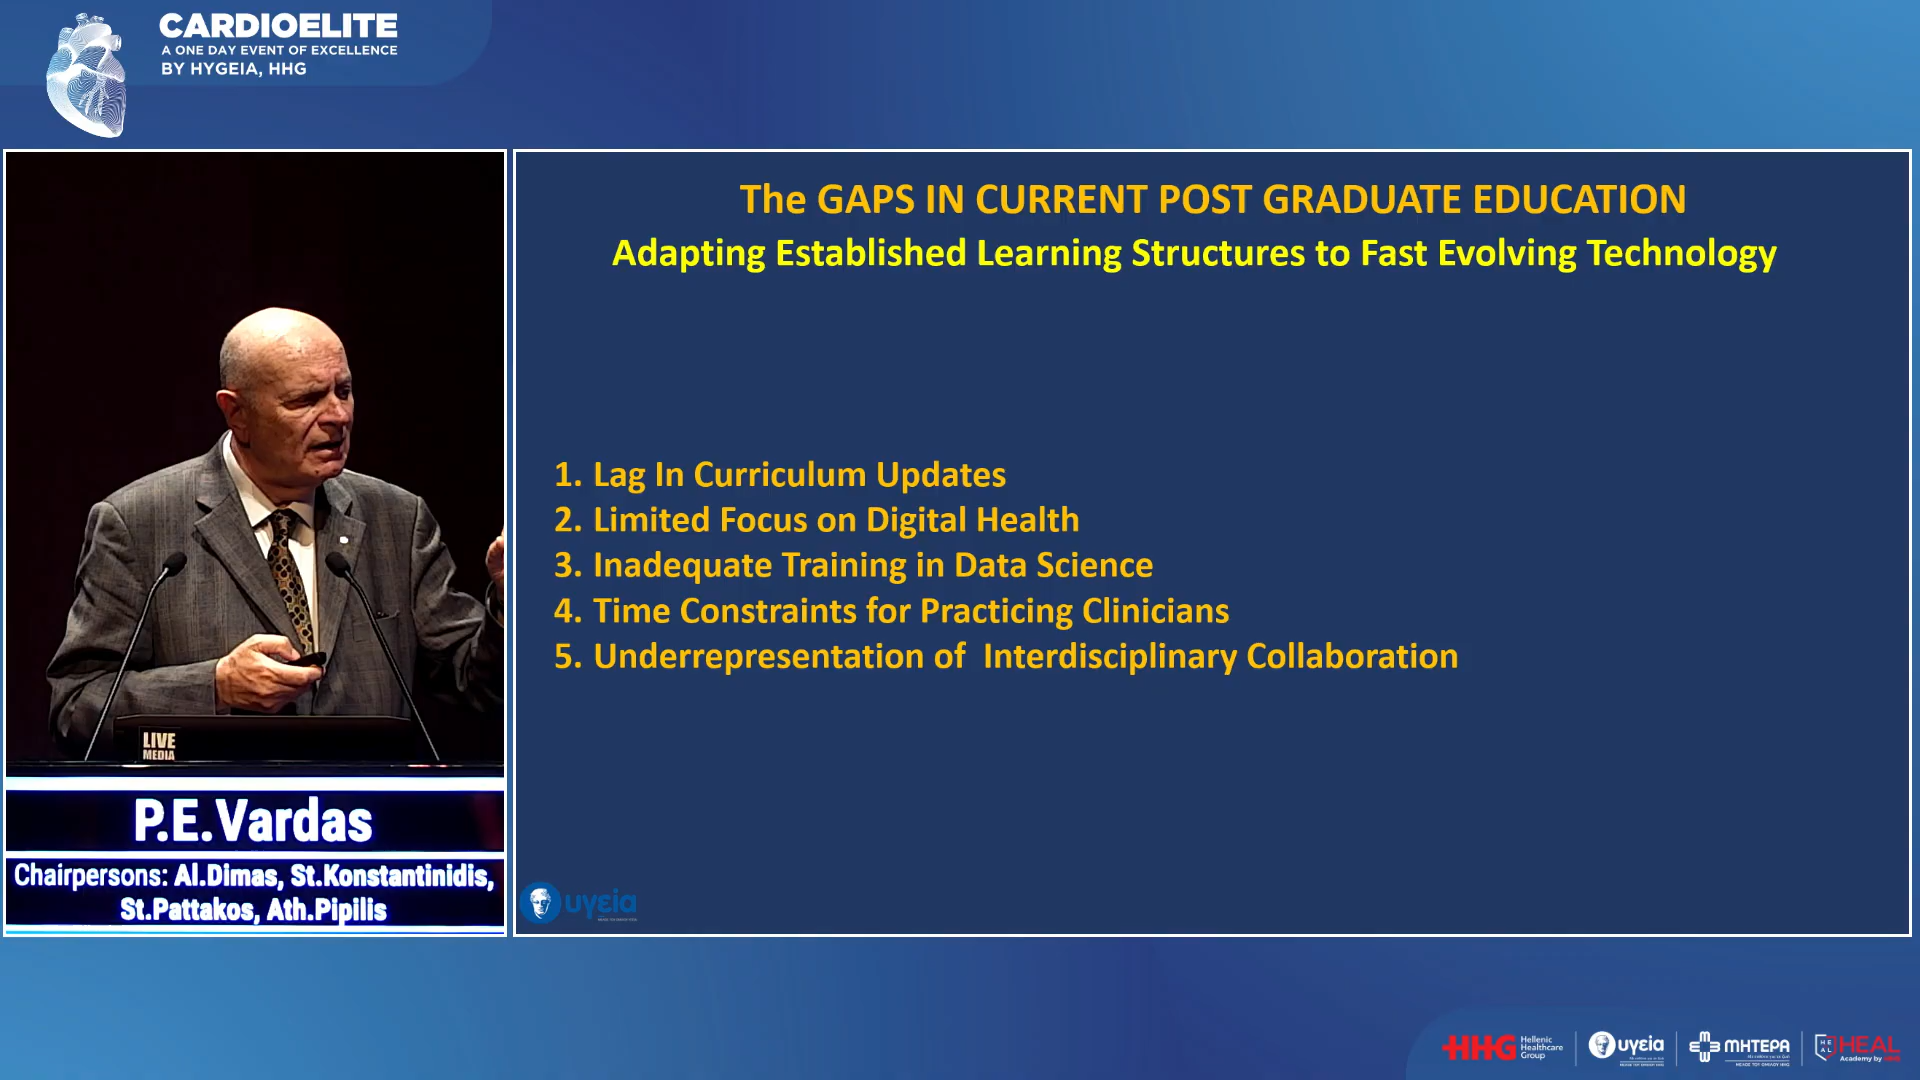 CARDIOELITE
A ONE DAY EVENT OF EXCELLENCE
BY HYGEIA, HHG
The GAPS IN CURRENT POST GRADUATE EDUCATION
Adapting Established Learning Structures to Fast Evolving Technology
1. Lag In Curriculum Updates
2. Limited Focus on Digital Health
3. Inadequate Training in Data Science
4. Time Constraints for Practicing Clinicians
5. Underrepresentation of  Interdisciplinary Collaboration
LIVE
MEDIA
P.E.Vardas
Chairpersons: Al.Dimas, St.Konstantinidis,
St.Pattakos, Ath.Pipilis
υγεία
HHG Hellenic
Healthcare
Group
υγεία
ΜΗΤΕΡΑ
HEAL
HEAL
Academy by